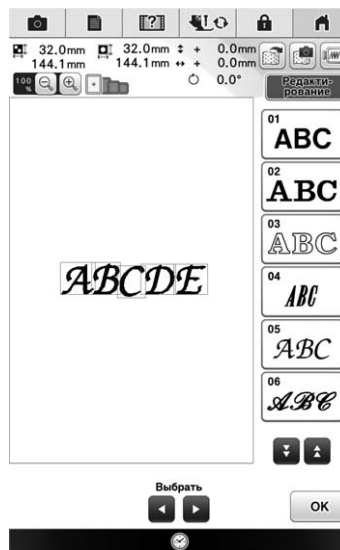 32.0mm 32.0mm + 0.0mm
144.1mm 144.1mm + 0.0mm
100 % 0.0°
Редакти-
рование
01
ABC
02
ABC
03
ABC
ABCDE
04
ABC
05
ABC
06
ABC
Выбрать
OK